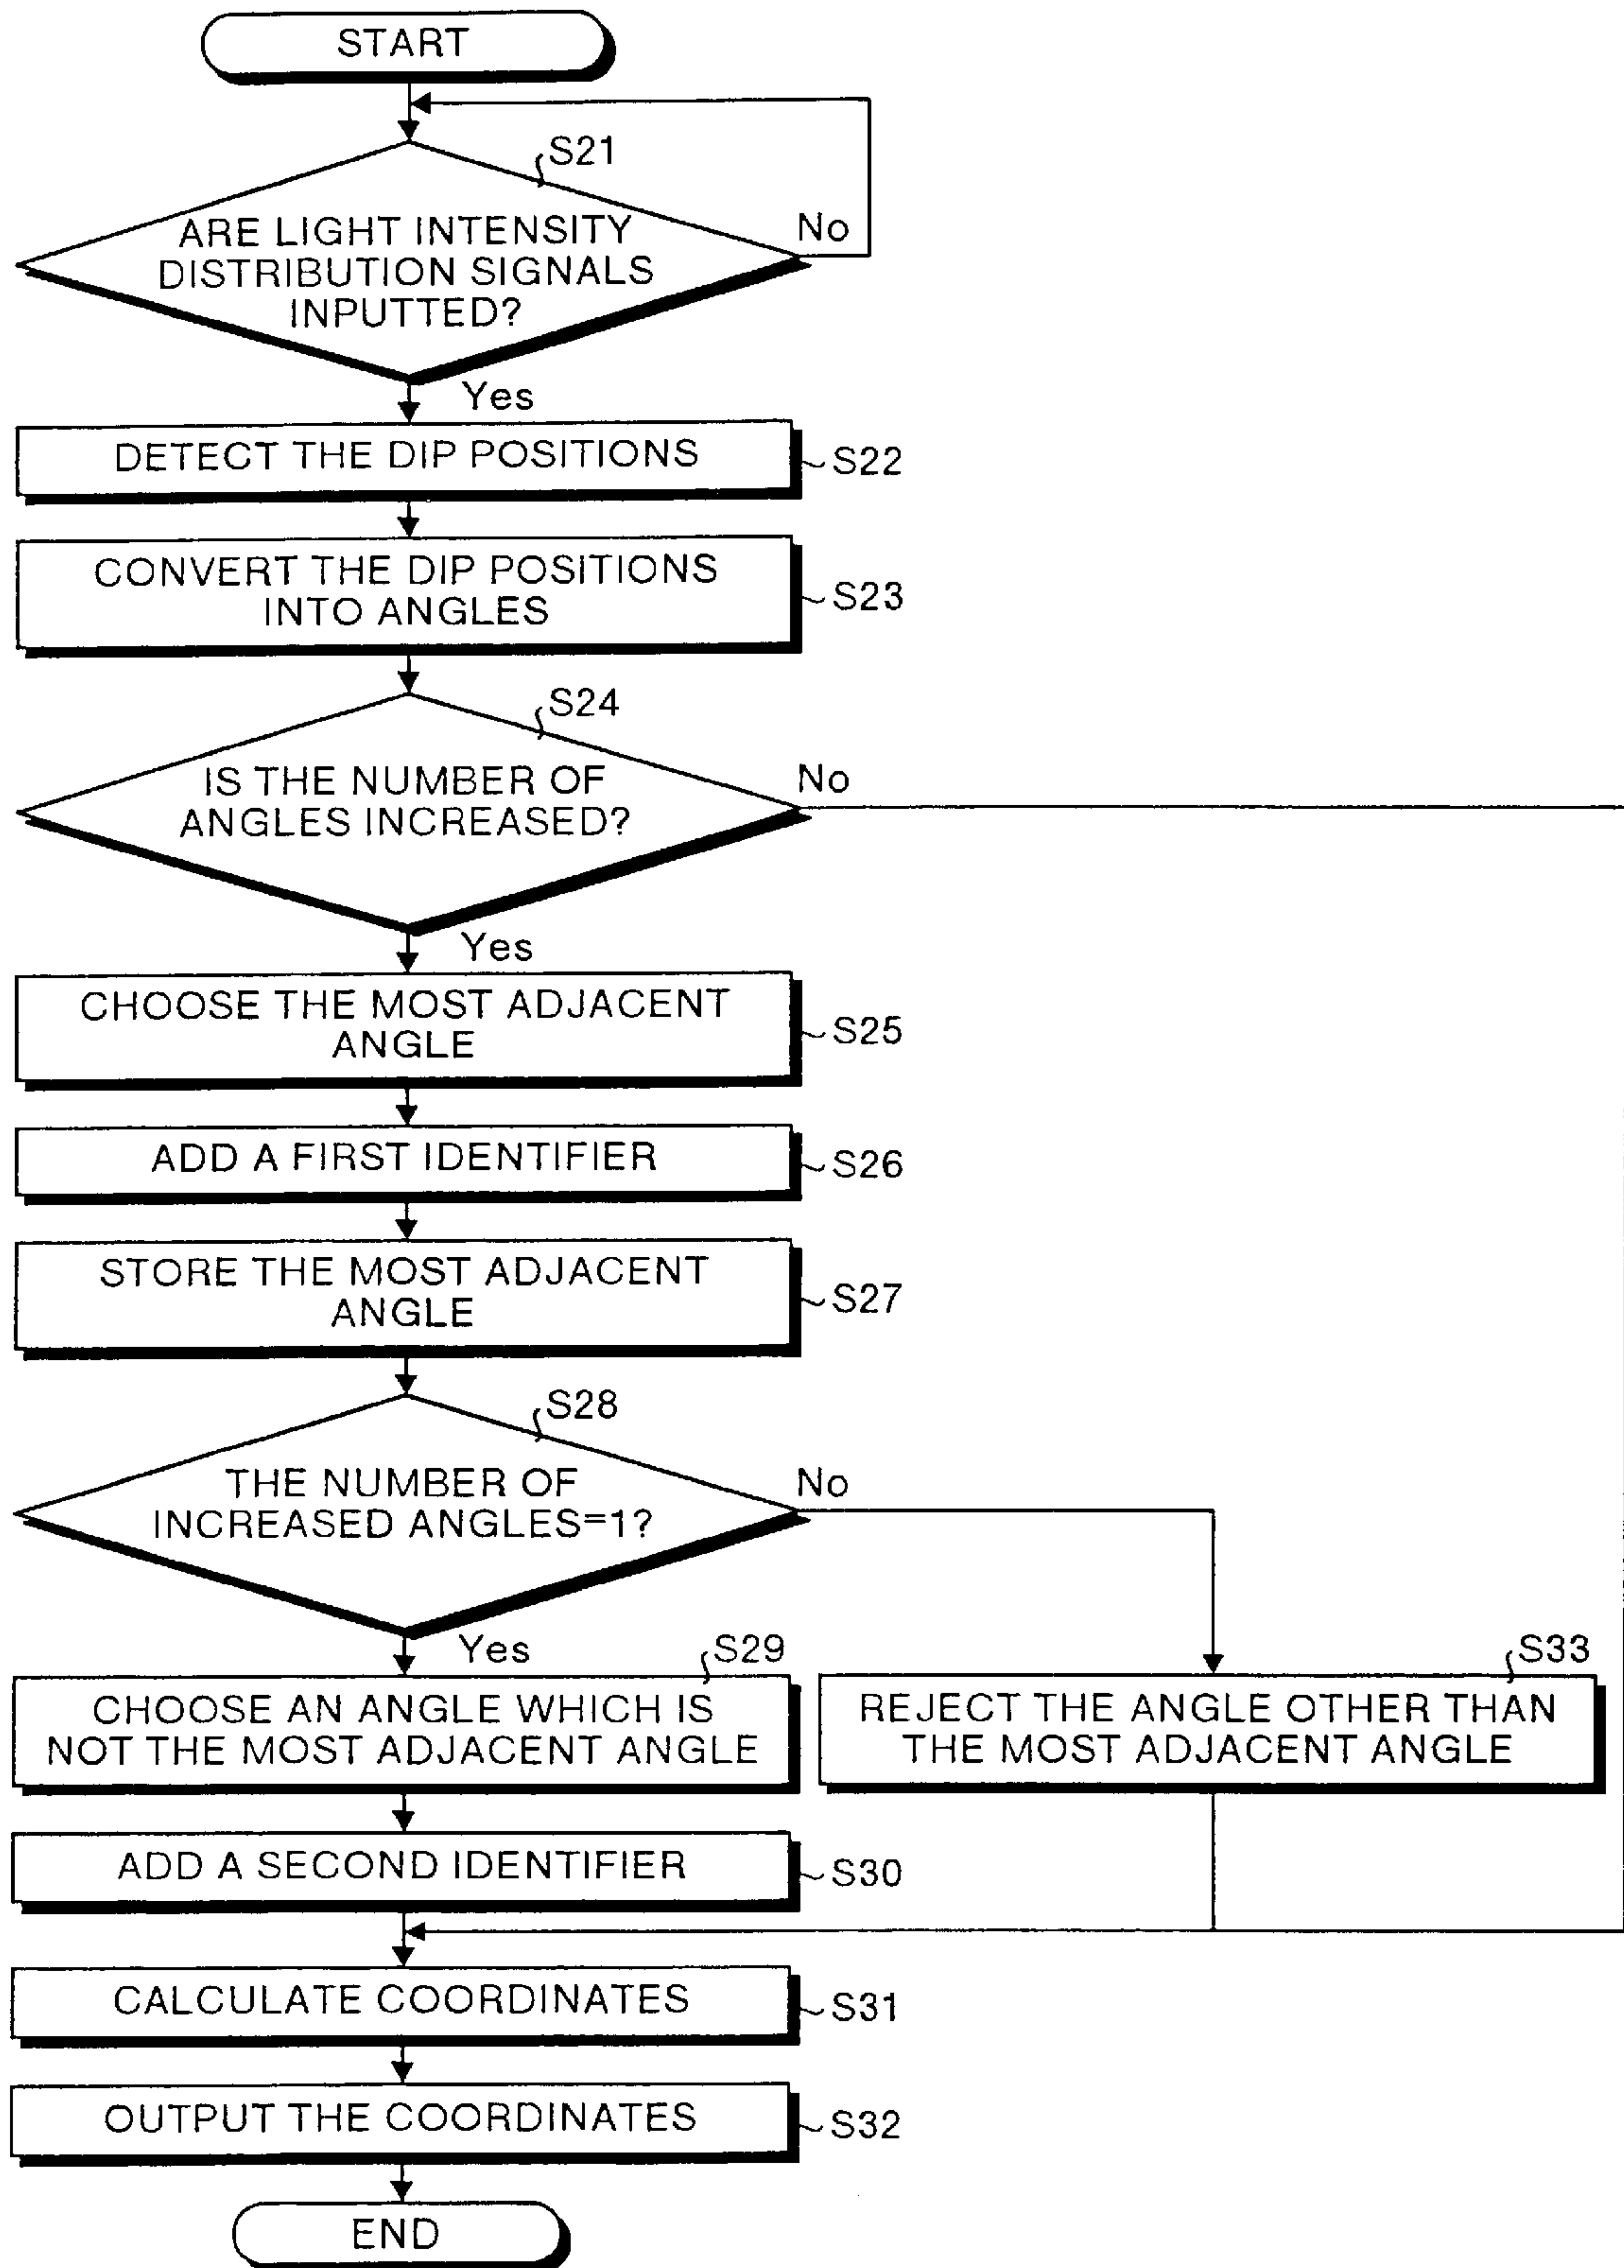 START
S21
ARE LIGHT INTENSITY
DISTRIBUTION SIGNALS
INPUTTED?
No
Yes
DETECT THE DIP POSITIONS
S22
CONVERT THE DIP POSITIONS
INTO ANGLES
S23
S24
IS THE NUMBER OF
ANGLES INCREASED?
No
Yes
CHOOSE THE MOST ADJACENT
ANGLE
S25
ADD A FIRST IDENTIFIER
S26
STORE THE MOST ADJACENT
ANGLE
S27
S28
THE NUMBER OF
INCREASED ANGLES=1?
No
Yes
S29
CHOOSE AN ANGLE WHICH IS
NOT THE MOST ADJACENT ANGLE
S33
REJECT THE ANGLE OTHER THAN
THE MOST ADJACENT ANGLE
ADD A SECOND IDENTIFIER
S30
CALCULATE COORDINATES
S31
OUTPUT THE COORDINATES
S32
END